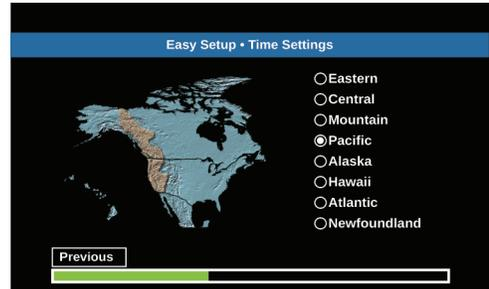 Easy Setup • Time Settings
Eastern
Central
Mountain
Pacific
Alaska
Hawaii
Atlantic
Newfoundland
Previous